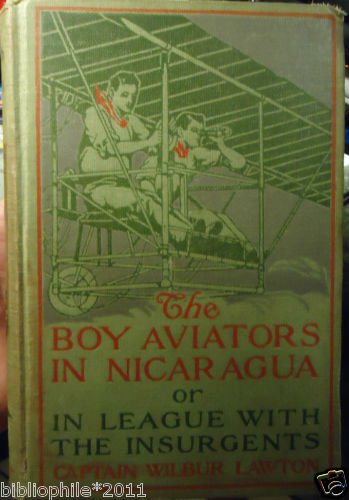 The
BOY AVIATORS
IN NICARAGUA
or
IN LEAGUE WITH
THE INSURGENTS
CAPTAIN WILBUR LAWTON
bibliophile*2011